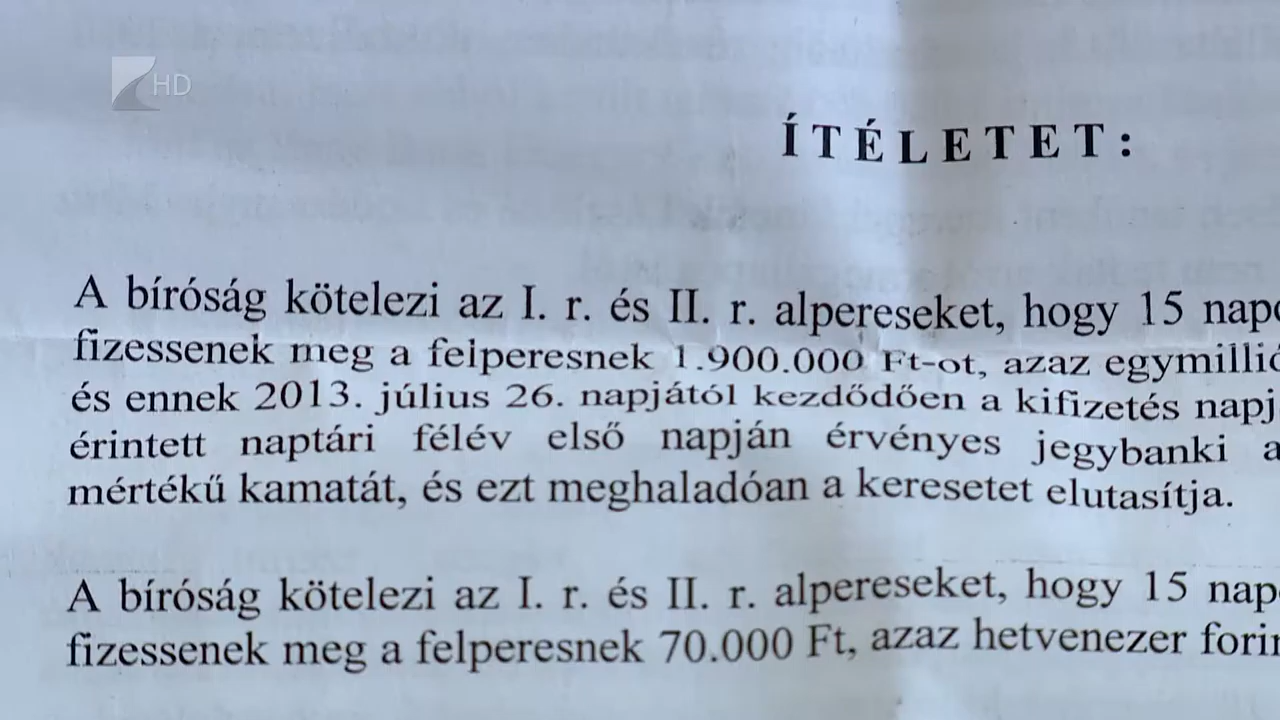 HD
ÍTÉLETET:
A bíróság kötelezi az I. r. és II. r. alpereseket, hogy 15
fizessenek meg a felperesnek 1.900.000 Ft-ot, azaz
és ennek 2013. július 26. napjától kezdődően a kifizetés
érintett naptári félév első napján érvényes jegybanki
mértékű kamatát, és ezt meghaladóan a keresetet elutasítja.
A bíróság kötelezi az I. r. és II. r. alpereseket, hogy 15
fizessenek meg a felperesnek 70.000 Ft, azaz hetvenezer